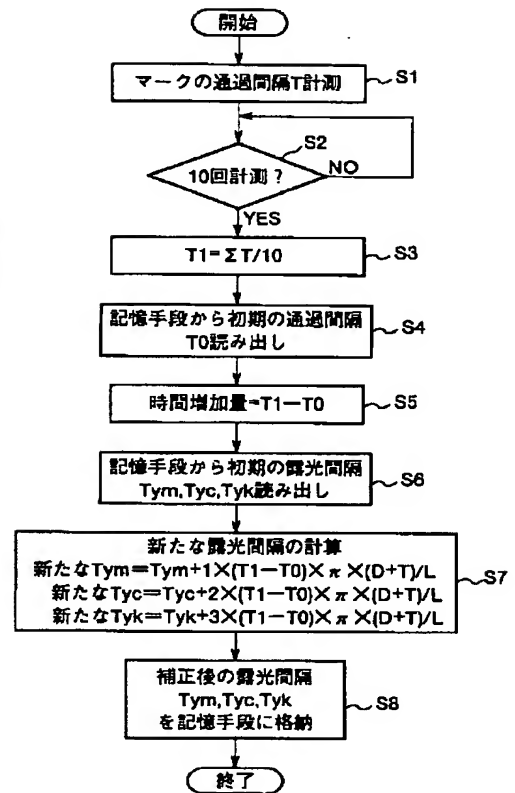 開始
マークの通過間隔T計測
S1
S2
10回計測？
NO
YES
T1=ΣT/10
S3
記憶手段から初期の通過間隔
T0読み出し
S4
時間増加量=T1－T0
S5
記憶手段から初期の露光間隔
Tym,Tyc,Tyk読み出し
S6
新たな露光間隔の計算
新たなTym=Tym+1×(T1－T0)×π×(D+T)/L
新たなTyc=Tyc+2×(T1－T0)×π×(D+T)/L
新たなTyk=Tyk+3×(T1－T0)×π×(D+T)/L
S7
補正後の露光間隔
Tym,Tyc,Tyk
を記憶手段に格納
S8
終了